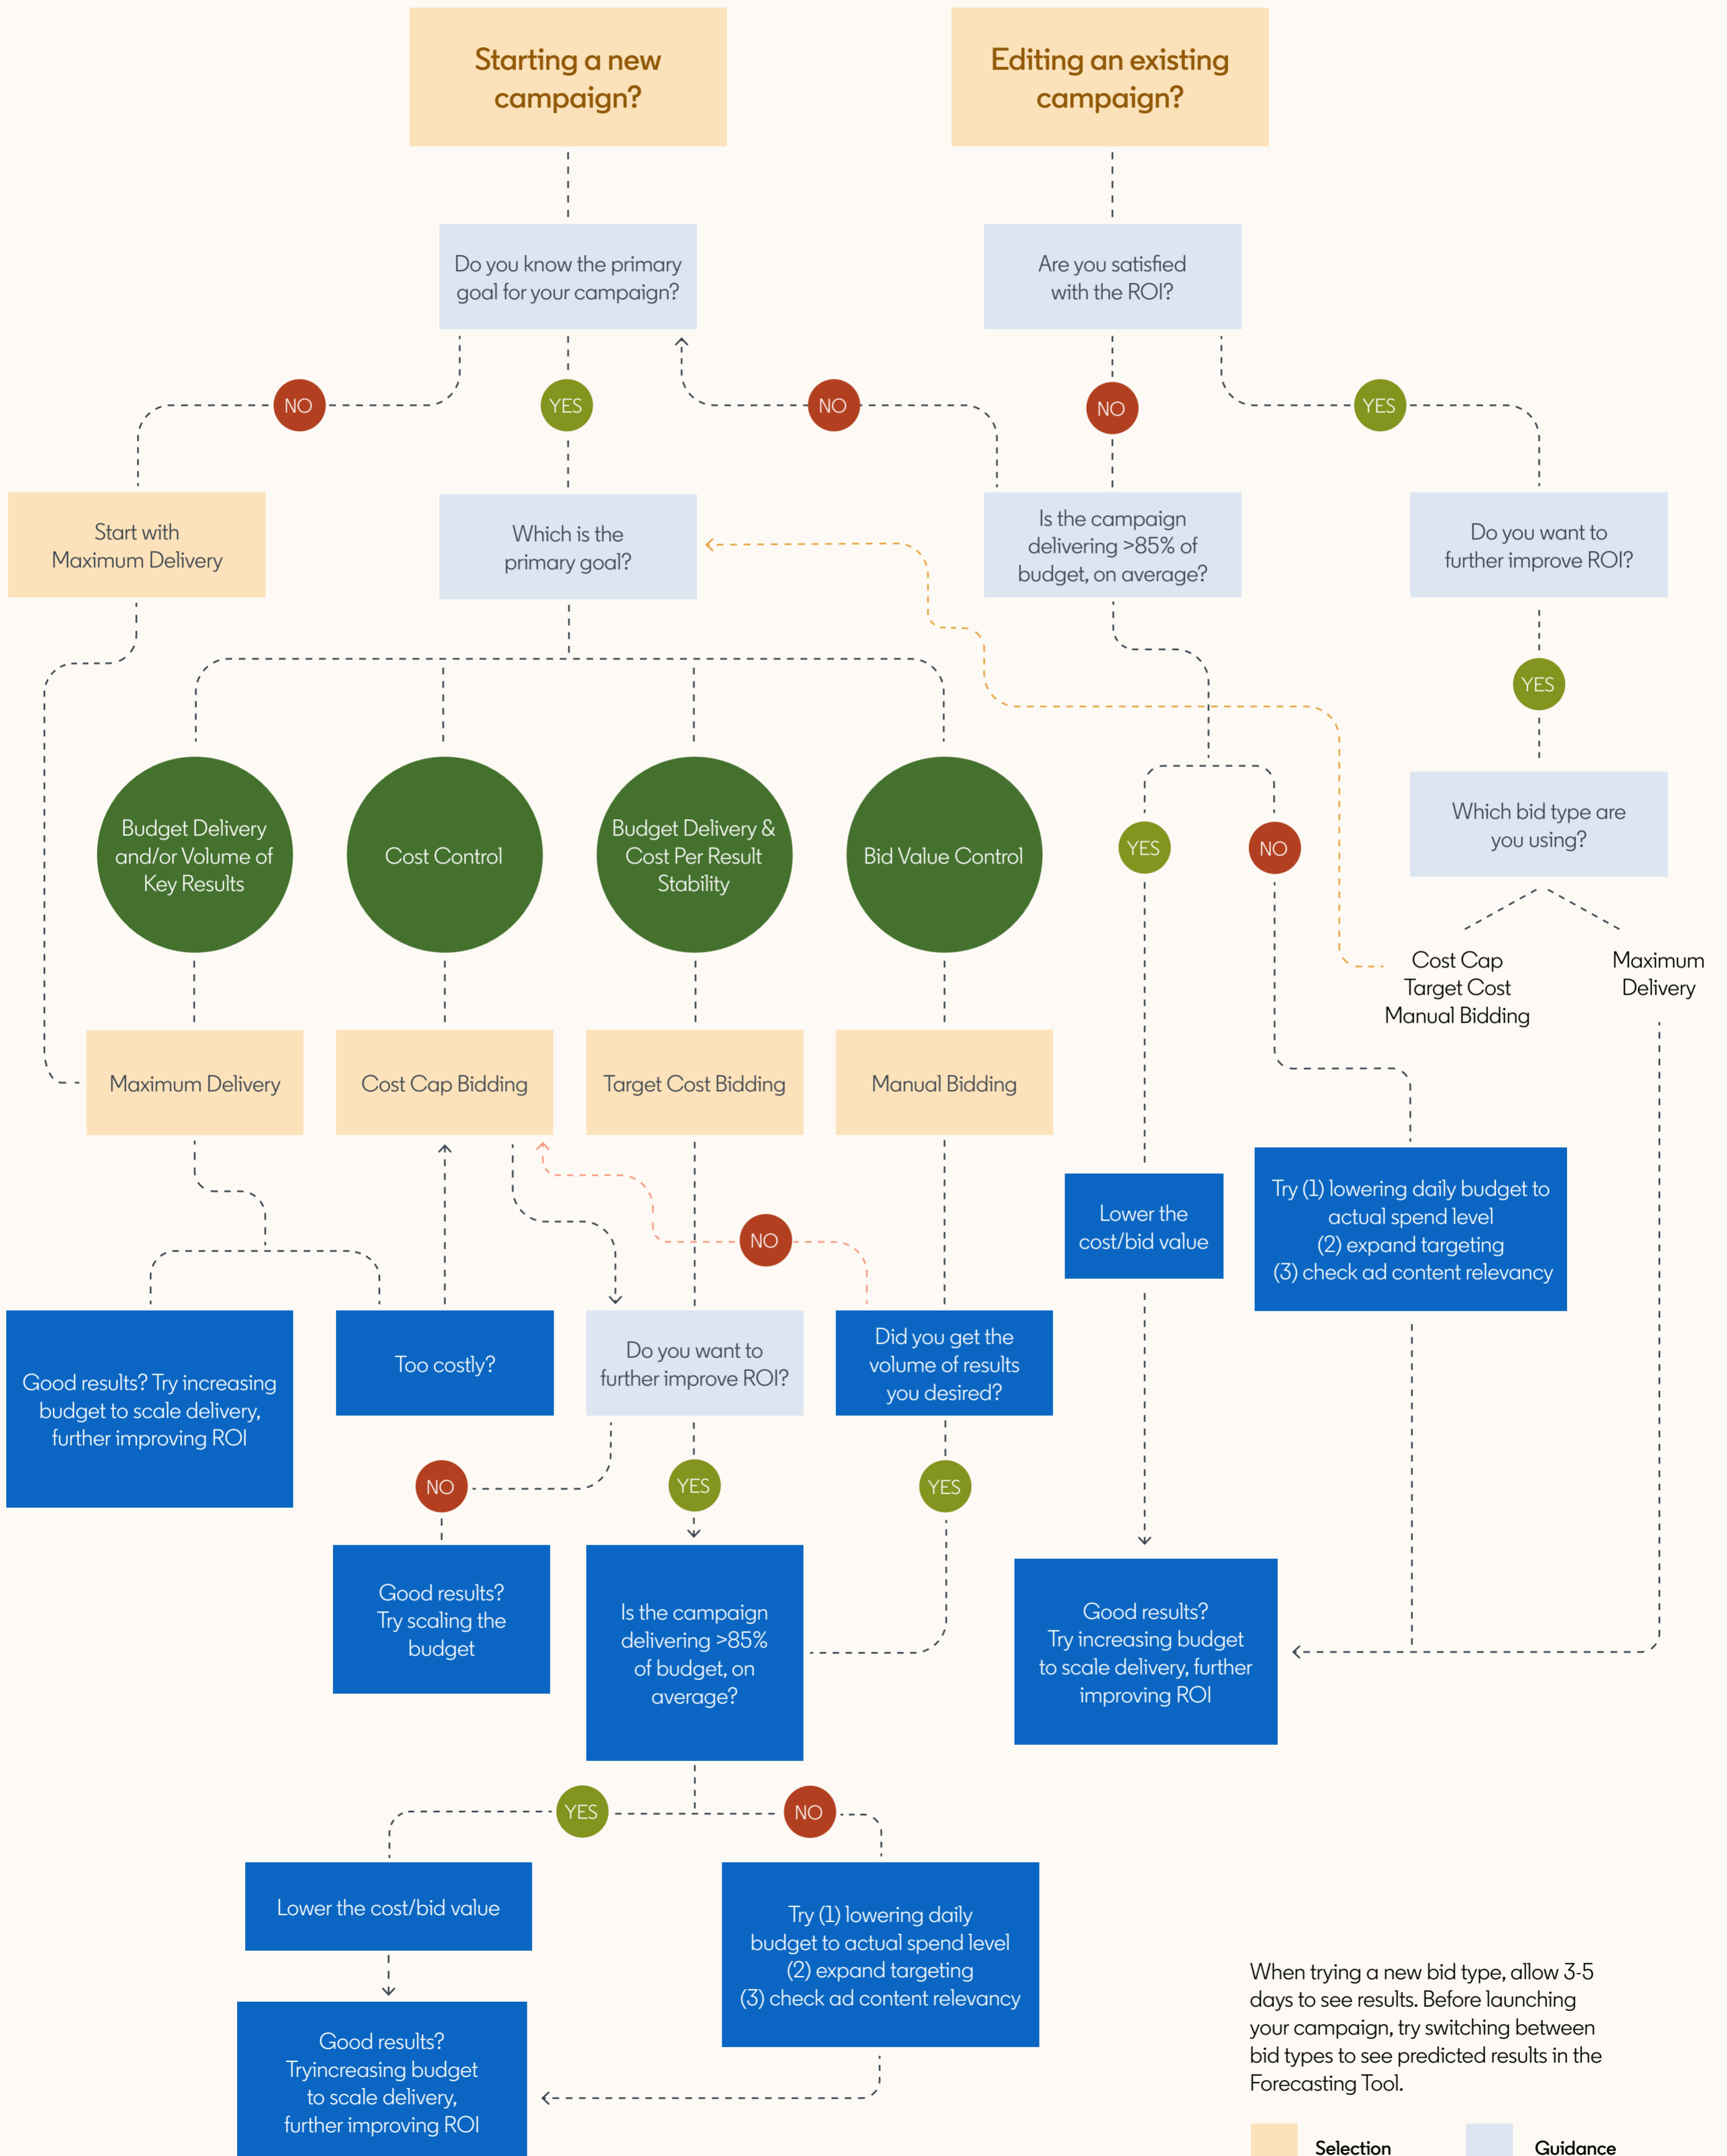 Starting a new
campaign?
Editing an existing
campaign?
Do you know the primary
goal for your campaign?
Are you satisfied
with the ROI?
NO
YES
NO
NO
YES
Start with
Maximum Delivery
Which is the
primary goal?
Is the campaign
delivering >85% of
budget, on average?
Do you want to
further improve ROI?
YES
Budget Delivery
and/or Volume of
Key Results
Cost Control
Budget Delivery &
Cost Per Result
Stability
Bid Value Control
YES
NO
Which bid type are
you using?
Cost Cap
Target Cost
Manual Bidding
Maximum
Delivery
Maximum Delivery
Cost Cap Bidding
Target Cost Bidding
Manual Bidding
Lower the
cost/bid value
Try (1) lowering daily budget to
actual spend level
(2) expand targeting
(3) check ad content relevancy
NO
Good results? Try increasing
budget to scale delivery,
further improving ROI
Too costly?
Do you want to
further improve ROI?
Did you get the
volume of results
you desired?
NO
YES
YES
Good results?
Try scaling the
budget
Is the campaign
delivering >85%
of budget, on
average?
Good results?
Try increasing budget
to scale delivery, further
improving ROI
YES
NO
Lower the cost/bid value
Try (1) lowering daily
budget to actual spend level
(2) expand targeting
(3) check ad content relevancy
Good results?
Tryincreasing budget
to scale delivery,
further improving ROI
When trying a new bid type, allow 3-5
days to see results. Before launching
your campaign, try switching between
bid types to see predicted results in the
Forecasting Tool.
Selection
Guidance